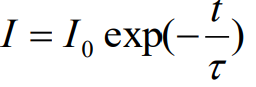 I = I₀ exp(−t/τ)